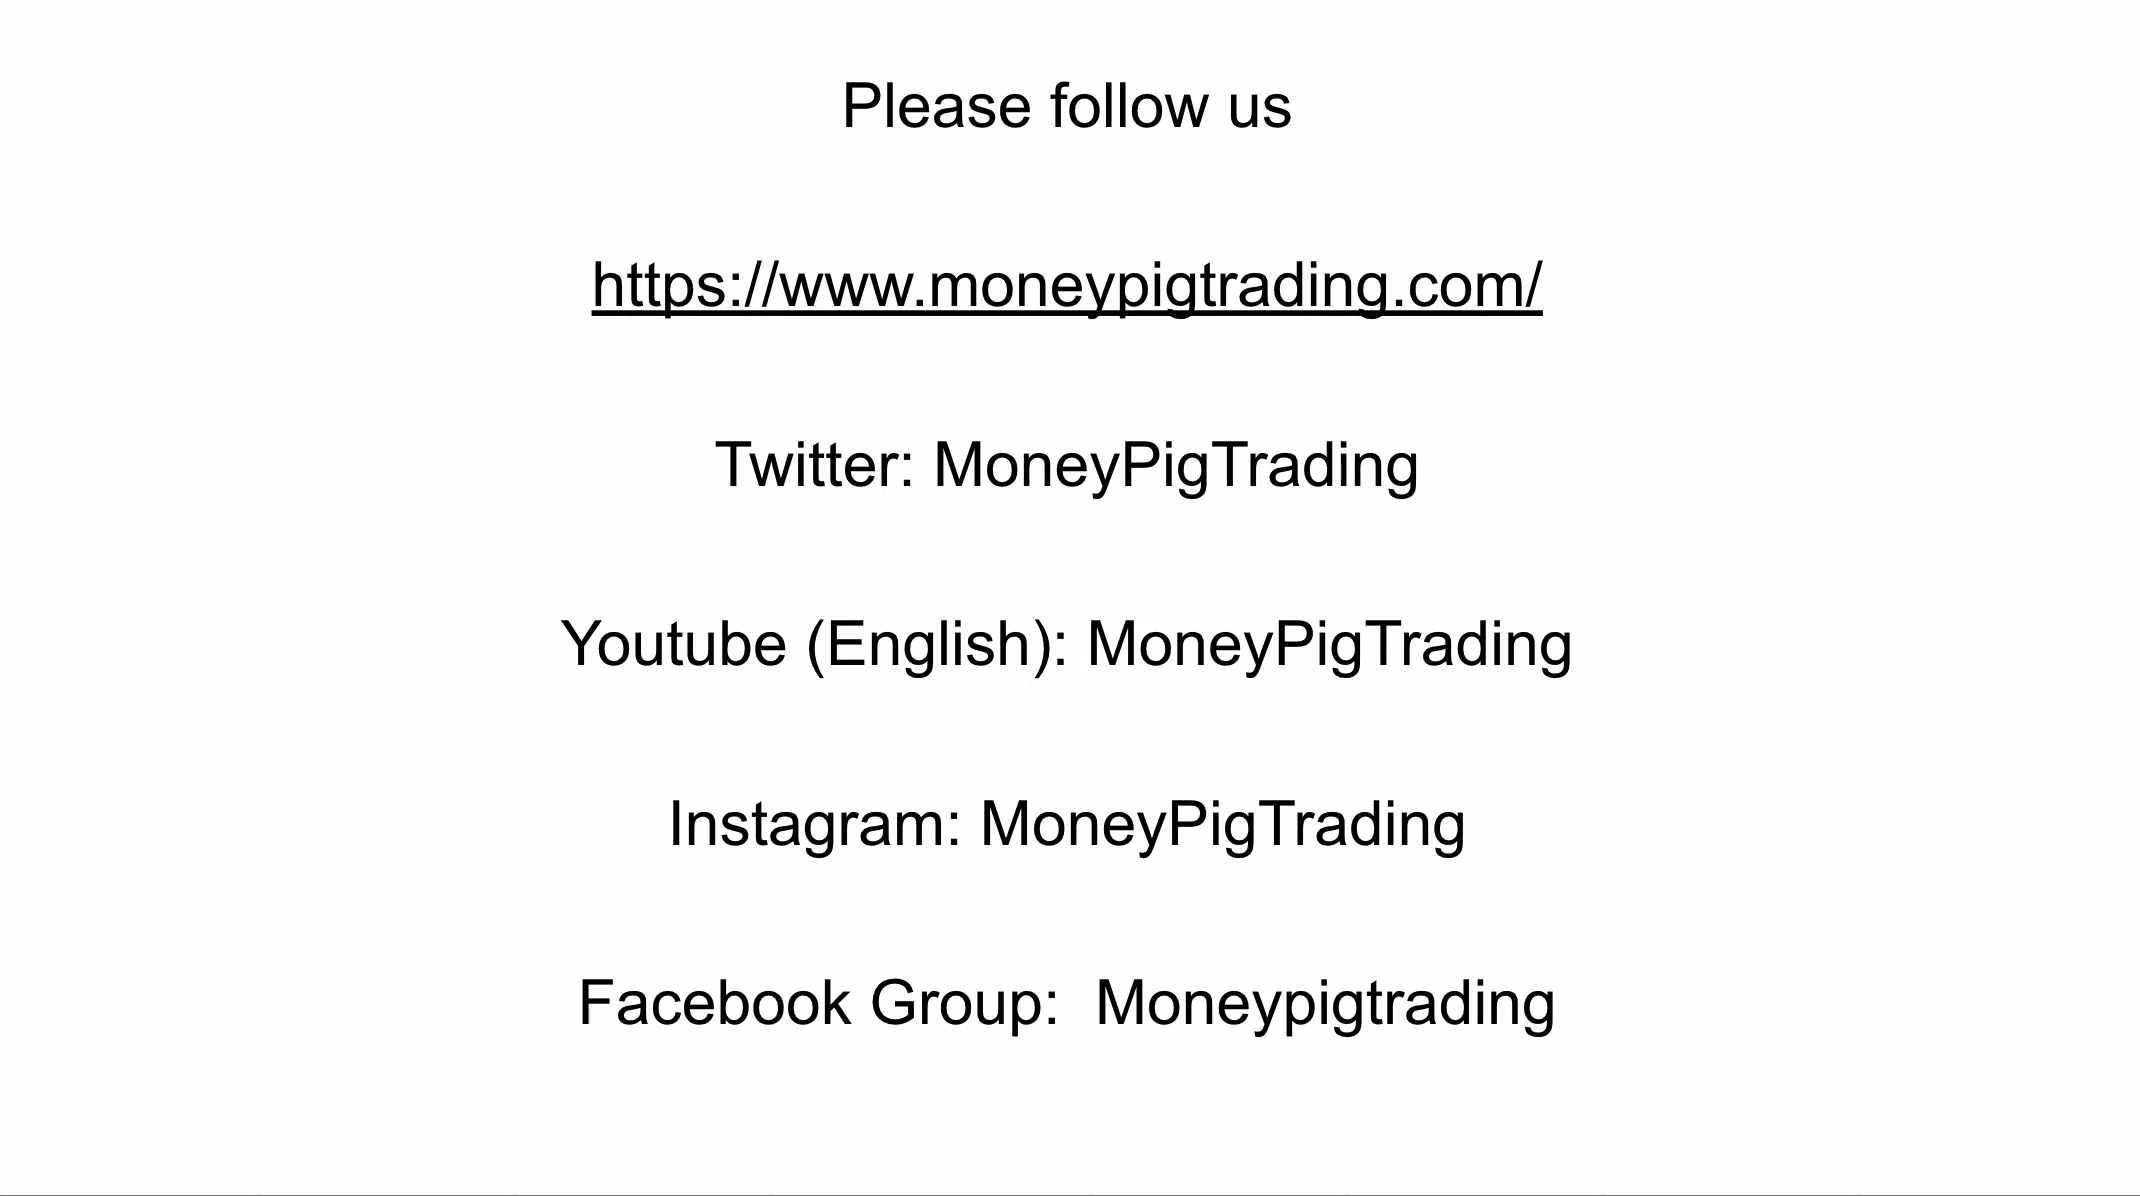 Please follow us
https://www.moneypigtrading.com/
Twitter: MoneyPigTrading
Youtube (English): MoneyPigTrading
Instagram: MoneyPigTrading
Facebook Group:  Moneypigtrading